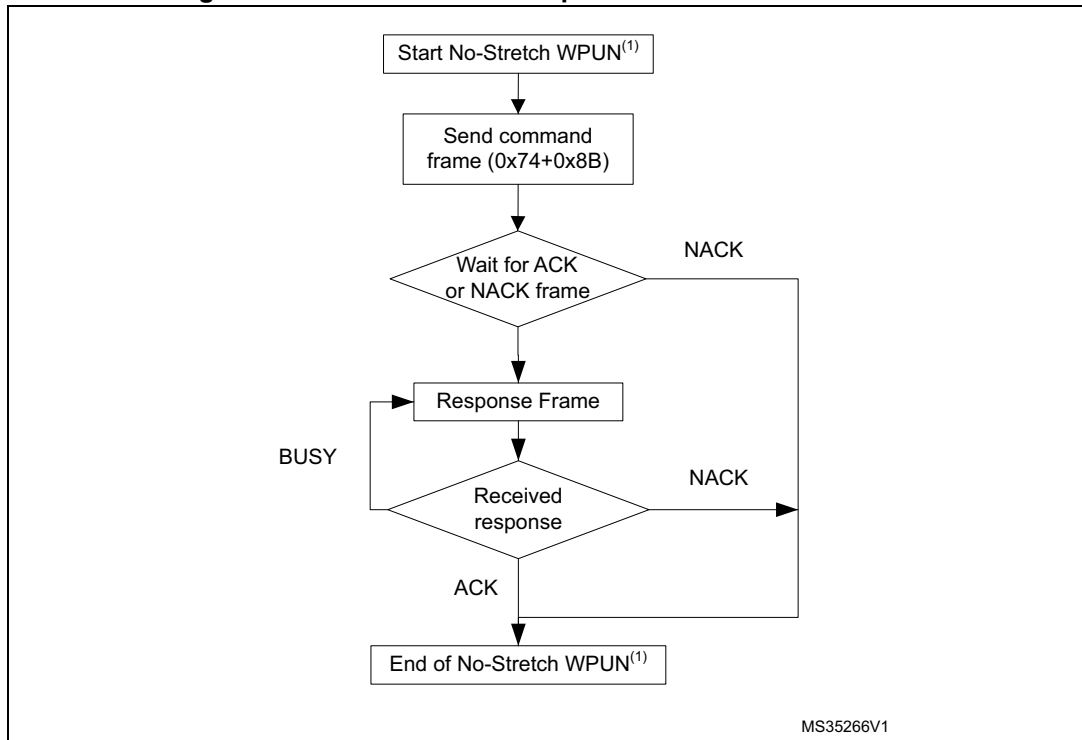 Start No-Stretch WPUN(1)
Send command
frame (0x74+0x8B)
Wait for ACK
or NACK frame
NACK
Response Frame
BUSY
Received
response
NACK
ACK
End of No-Stretch WPUN(1)
MS35266V1